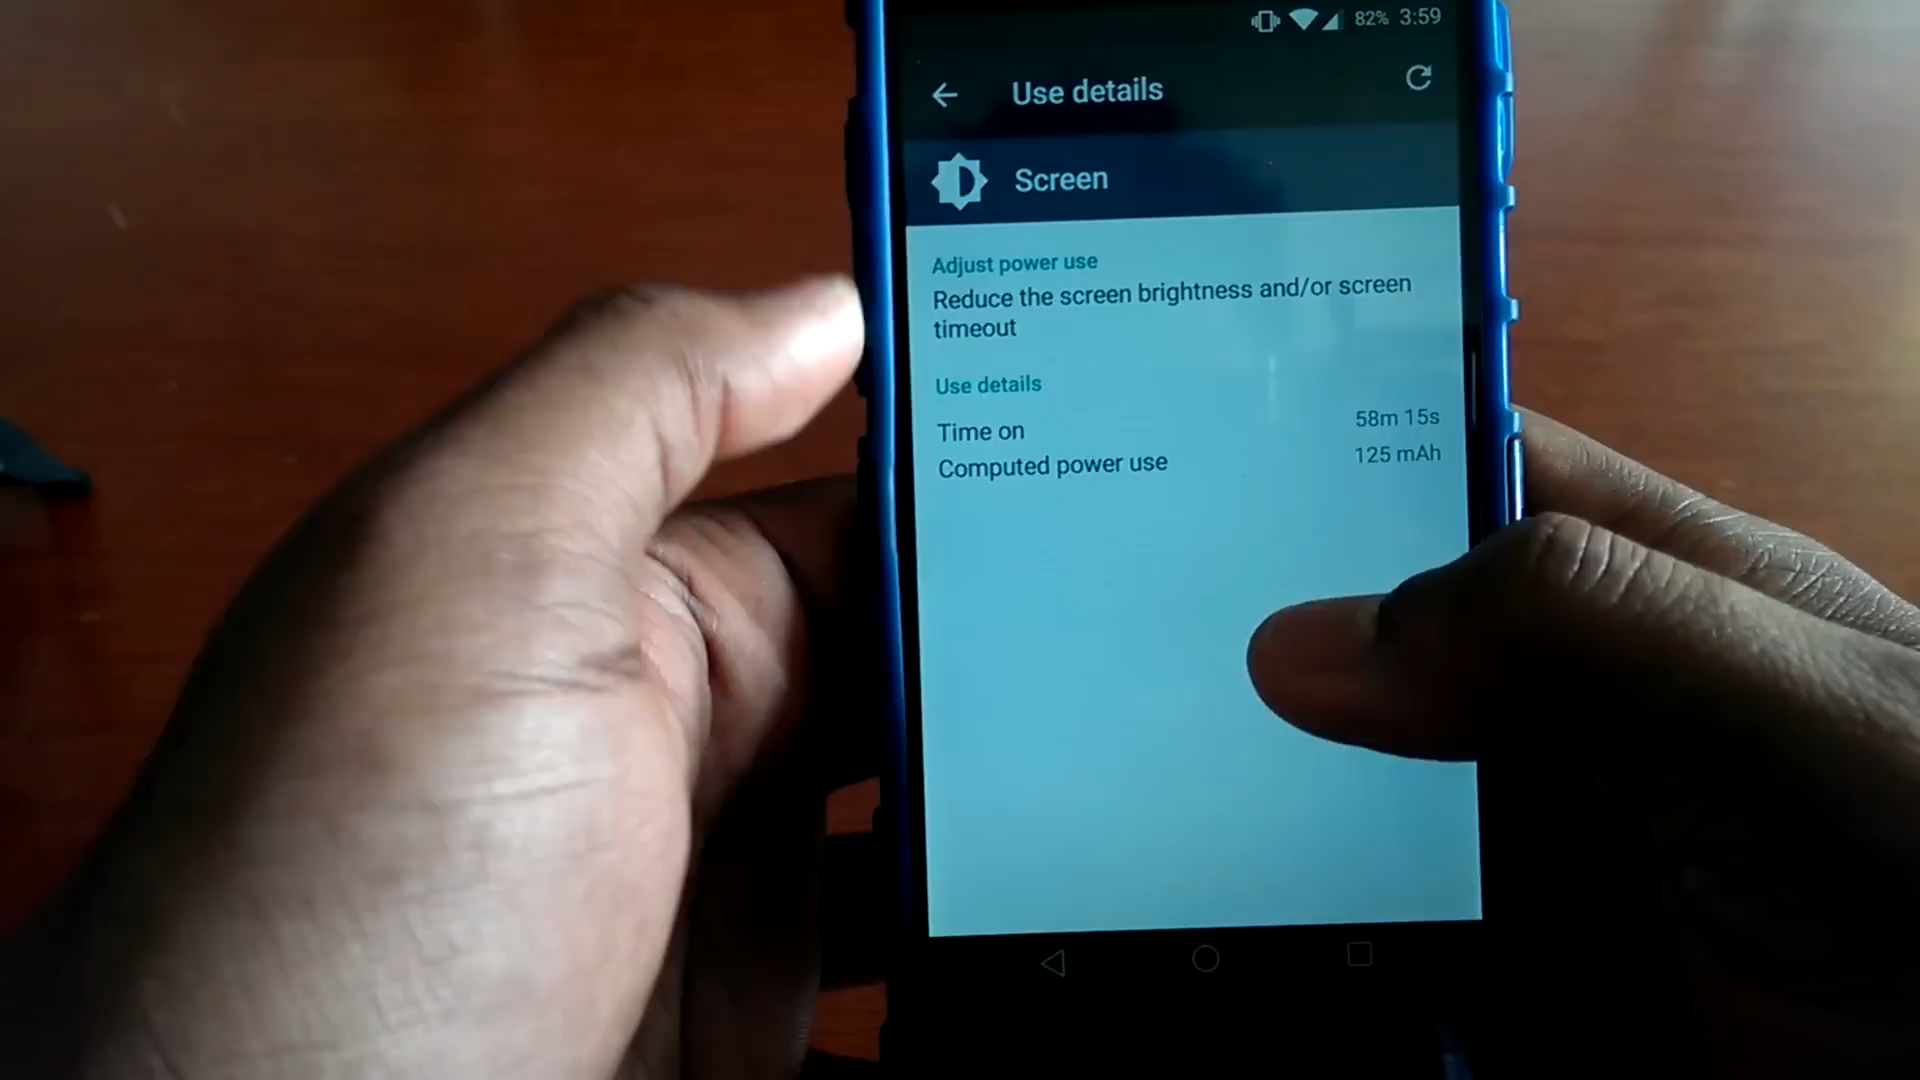 82% 3:59
Use details
Screen
Adjust power use
Reduce the screen brightness and/or screen
timeout
Use details
Time on 58m 15s
Computed power use 125 mAh